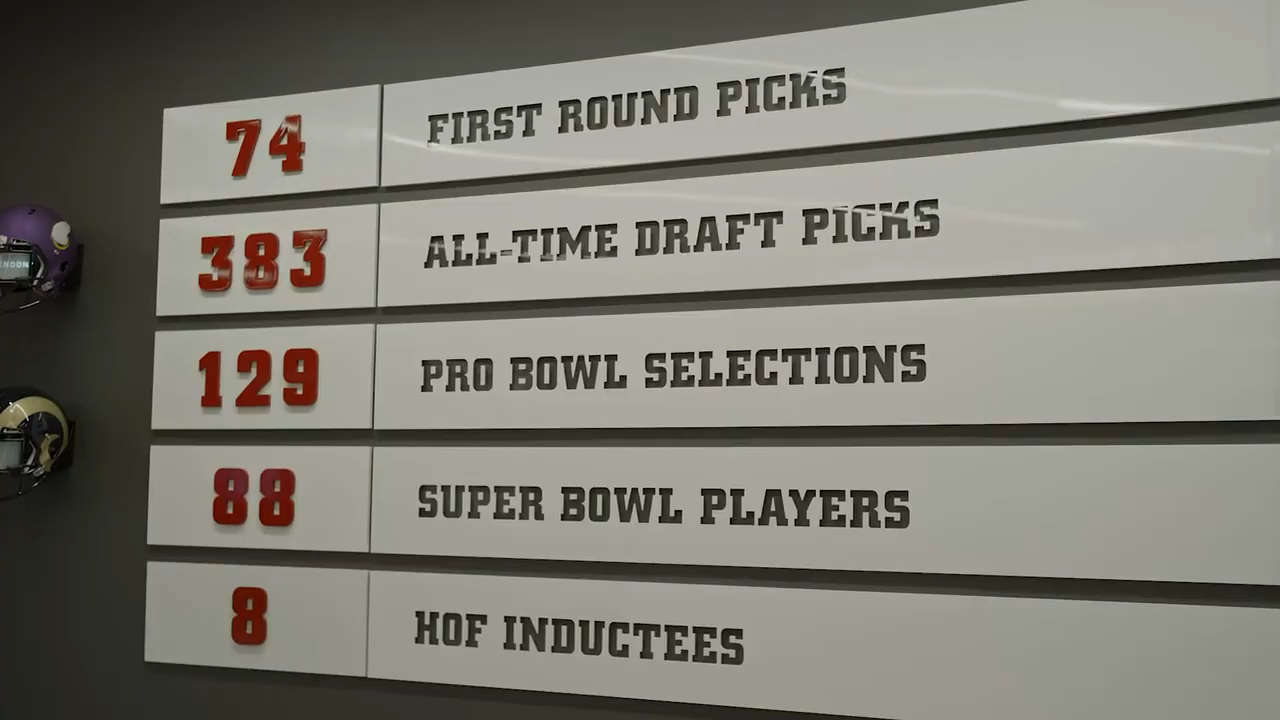 74 FIRST ROUND PICKS
383 ALL-TIME DRAFT PICKS
129 PRO BOWL SELECTIONS
88 SUPER BOWL PLAYERS
8 HOF INDUCTEES